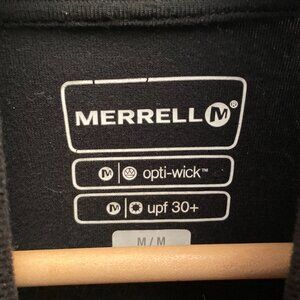 MERRELL M®
M opti-wick™
M upf 30+
M / M